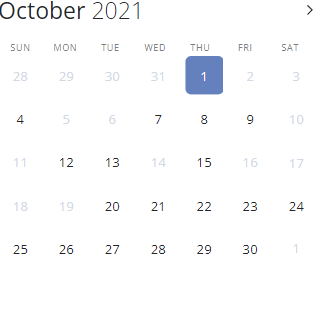 October 2021
SUN MON TUE WED THU FRI SAT
28 29 30 31 1 2 3
4 5 6 7 8 9 10
11 12 13 14 15 16 17
18 19 20 21 22 23 24
25 26 27 28 29 30 1